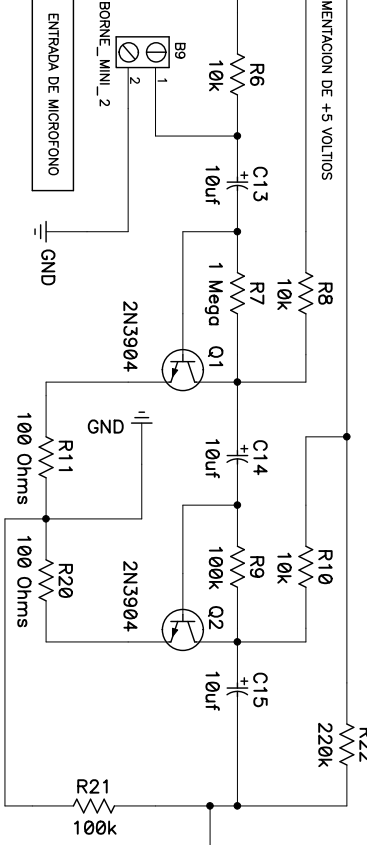 MENTACION DE +5 VOLTIOS
BORNE_MINI_2
B9
1
2
ENTRADA DE MICROFONO
GND
R6
10k
C13
10uf
R7
1 Mega
R8
10k
Q1
2N3904
R11
100 Ohms
GND
C14
10uf
R9
100k
R10
10k
Q2
2N3904
R20
100 Ohms
C15
10uf
R22
220k
R21
100k